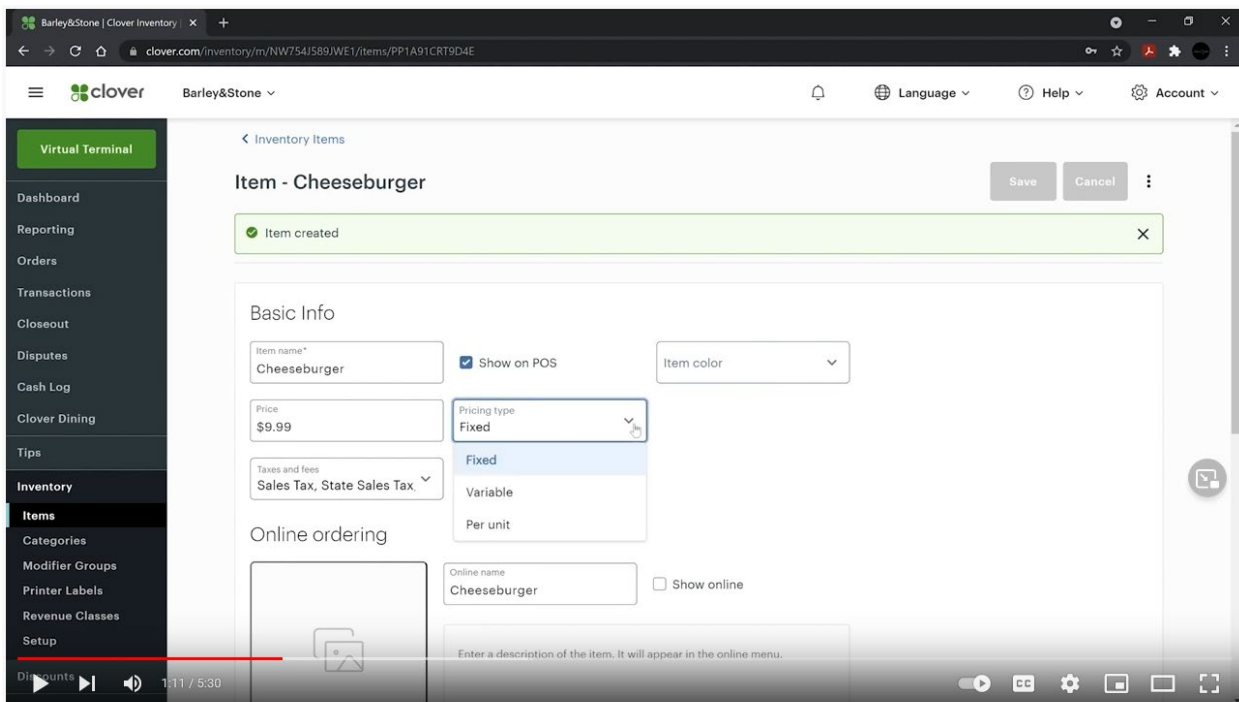 Barley&Stone | Clover Inventory
clover.com/inventory/m/NW754J589JWE1/items/PP1A91CRT9D4E
clover Barley&Stone Language Help Account
Virtual Terminal
Dashboard
Reporting
Orders
Transactions
Closeout
Disputes
Cash Log
Clover Dining
Tips
Inventory
Items
Categories
Modifier Groups
Printer Labels
Revenue Classes
Setup
Discounts
Inventory Items
Item - Cheeseburger
Save Cancel
Item created
Basic Info
Item name*
Cheeseburger
Show on POS
Item color
Price
$9.99
Pricing type
Fixed
Fixed
Variable
Per unit
Taxes and fees
Sales Tax, State Sales Tax,
Online ordering
Online name
Cheeseburger
Show online
Enter a description of the item. It will appear in the online menu.
1:11 / 5:30
CC